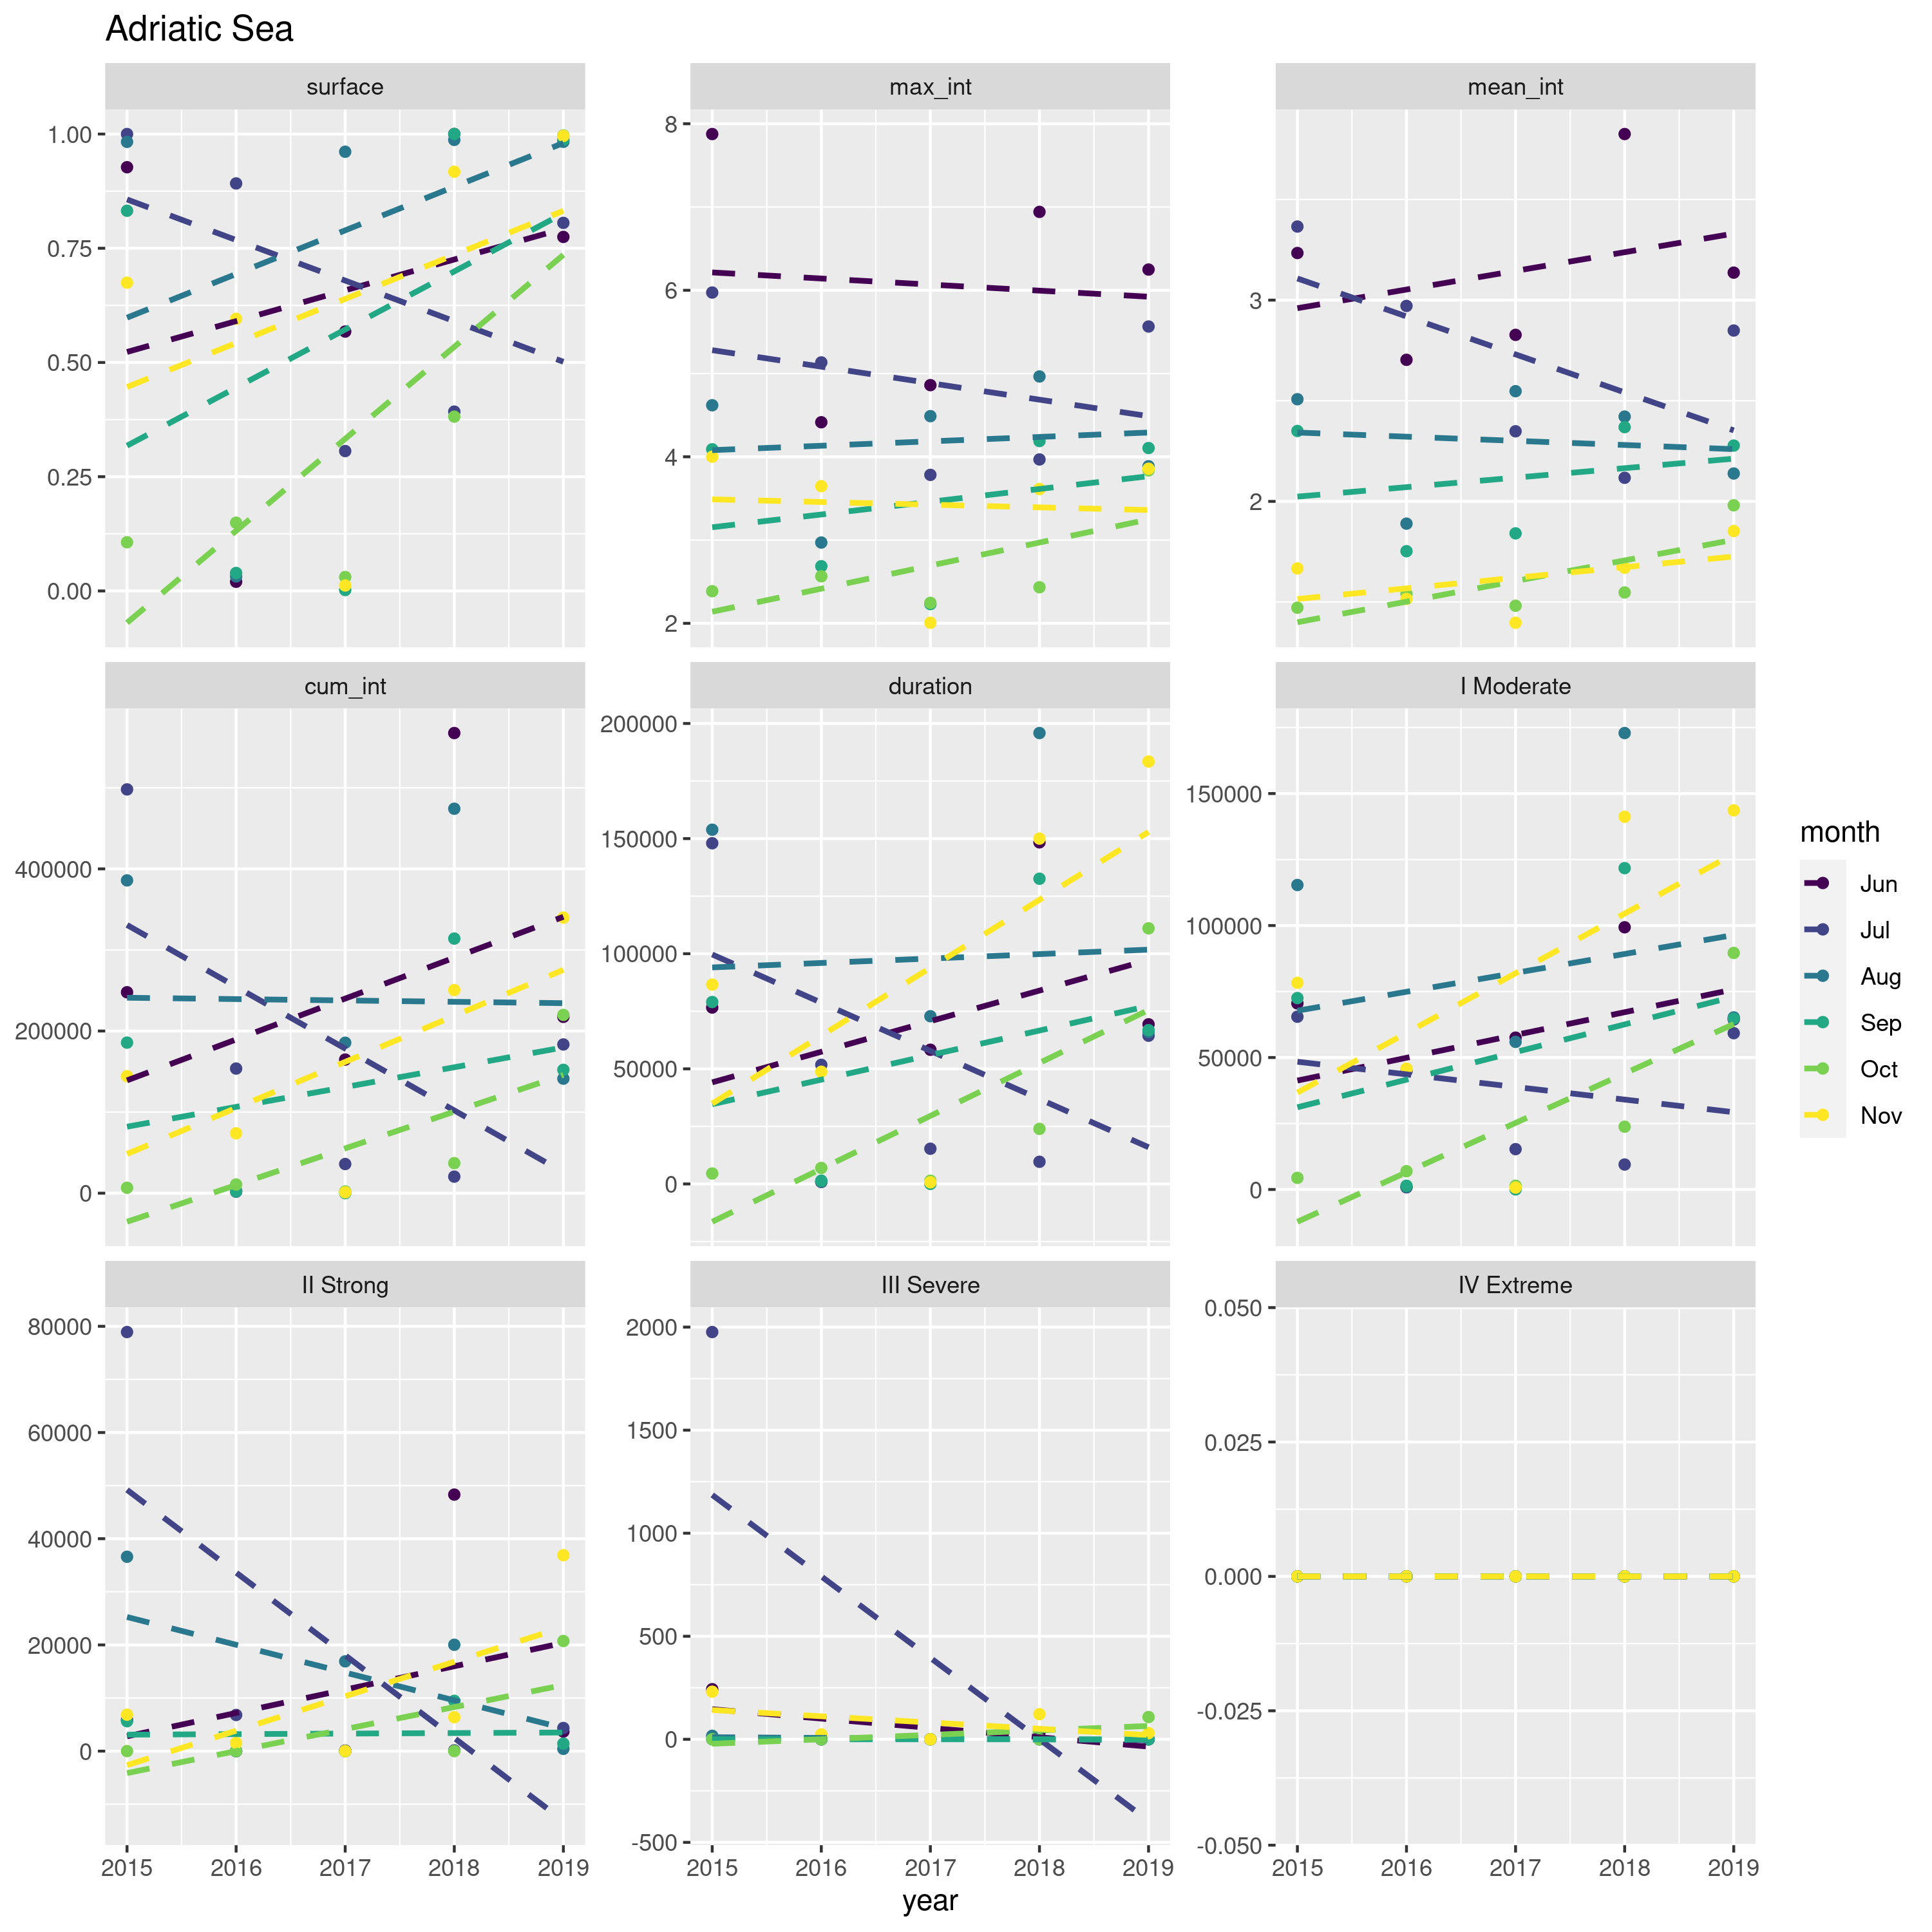 Adriatic Sea
surface
max_int
mean_int
1.00
0.75
0.50
0.25
0.00
8
6
4
2
3
2
cum_int
duration
I Moderate
400000
200000
0
200000
150000
100000
50000
0
150000
100000
50000
0
II Strong
III Severe
IV Extreme
80000
60000
40000
20000
0
2000
1500
1000
500
0
-500
0.050
0.025
0.000
-0.025
-0.050
2015 2016 2017 2018 2019
2015 2016 2017 2018 2019
2015 2016 2017 2018 2019
year
month
Jun
Jul
Aug
Sep
Oct
Nov